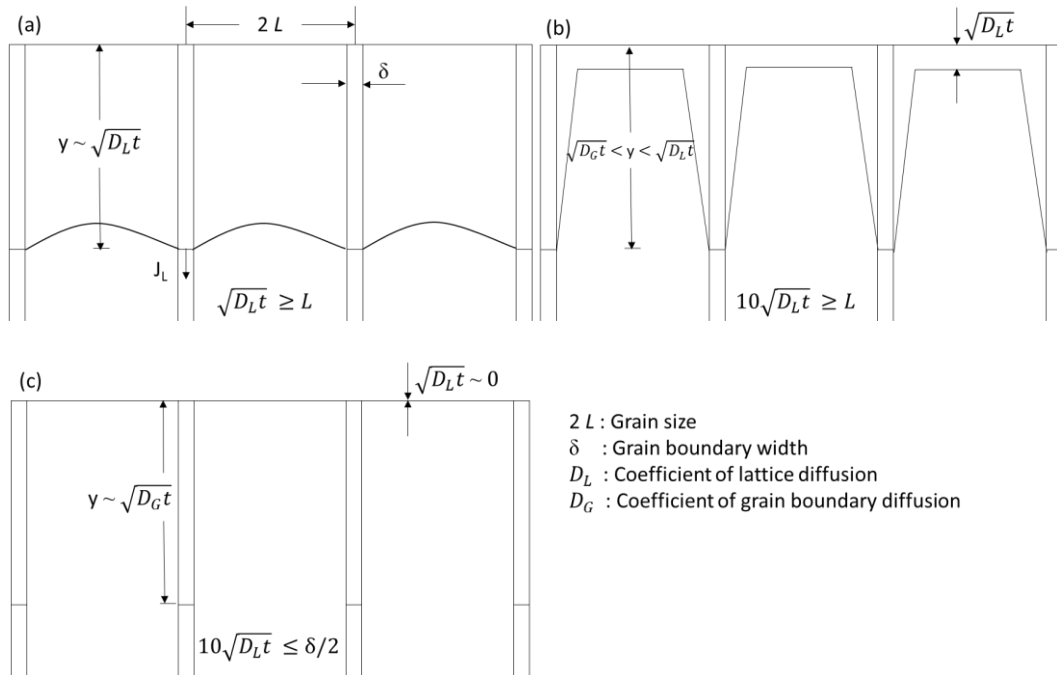 (a)
2 L
δ
y ~ √D_L t
J_L
√D_L t ≥ L
(b)
√D_L t
√D_G t < y < √D_L t
10√D_L t ≥ L
(c)
√D_L t ~ 0
y ~ √D_G t
10√D_L t ≤ δ/2
2 L : Grain size
δ : Grain boundary width
D_L : Coefficient of lattice diffusion
D_G : Coefficient of grain boundary diffusion